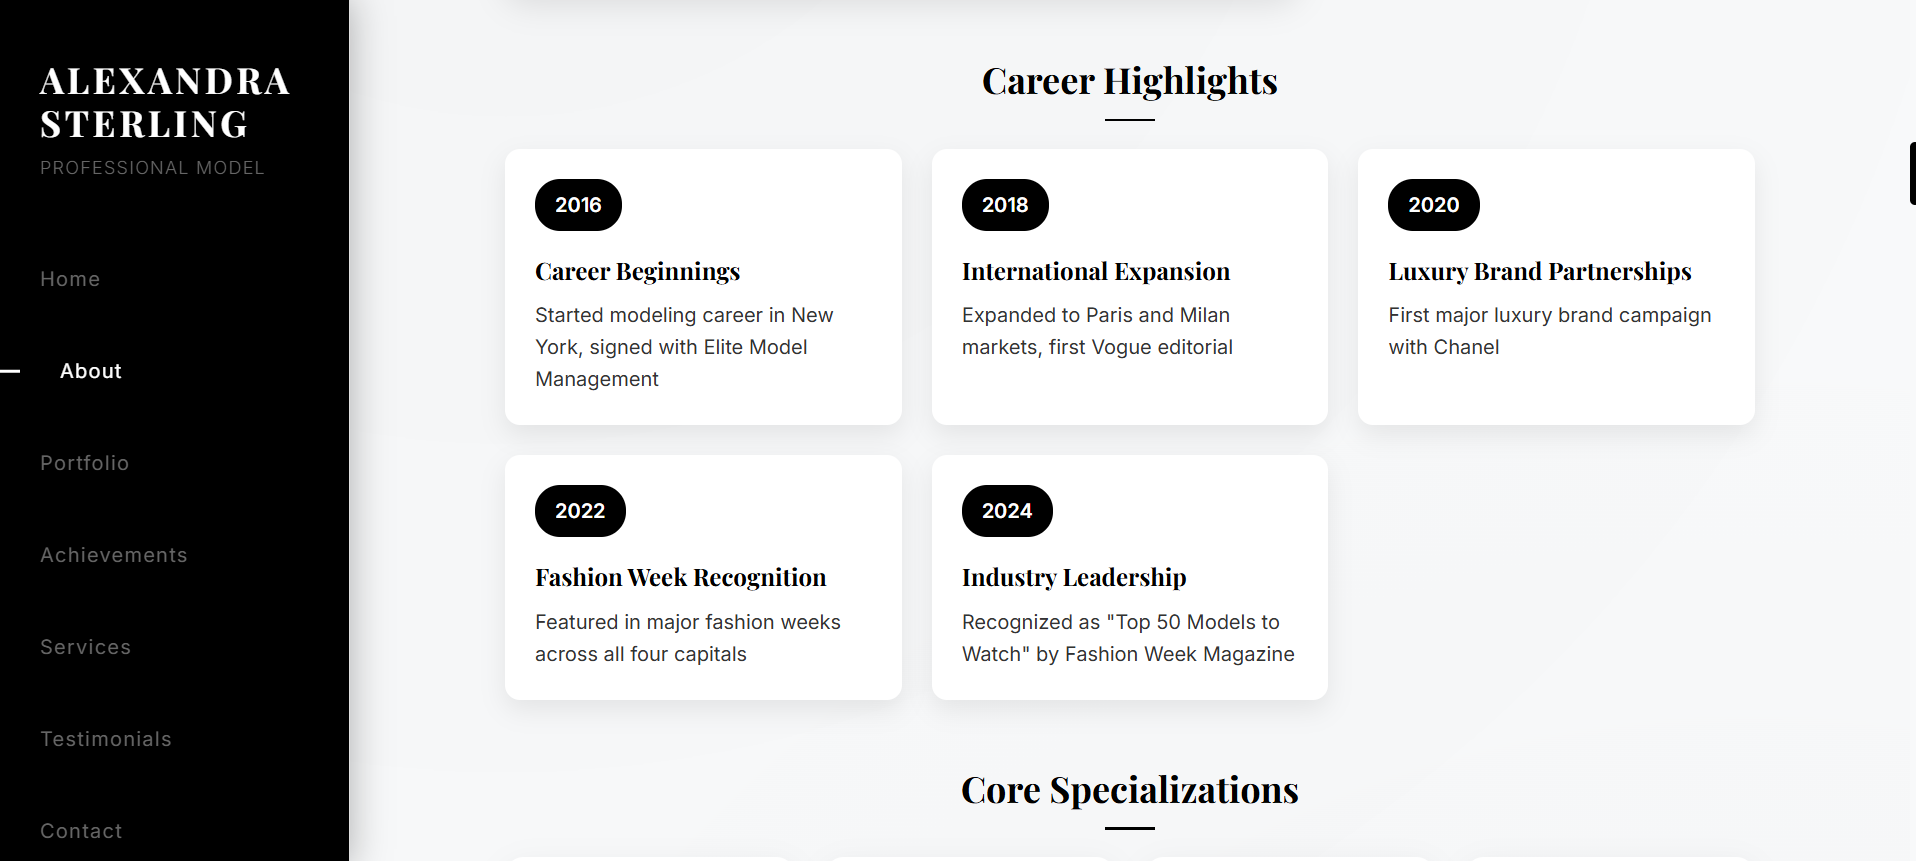 ALEXANDRA
STERLING
PROFESSIONAL MODEL
Home
About
Portfolio
Achievements
Services
Testimonials
Contact
Career Highlights
2016
Career Beginnings
Started modeling career in New
York, signed with Elite Model
Management
2018
International Expansion
Expanded to Paris and Milan
markets, first Vogue editorial
2020
Luxury Brand Partnerships
First major luxury brand campaign
with Chanel
2022
Fashion Week Recognition
Featured in major fashion weeks
across all four capitals
2024
Industry Leadership
Recognized as "Top 50 Models to
Watch" by Fashion Week Magazine
Core Specializations